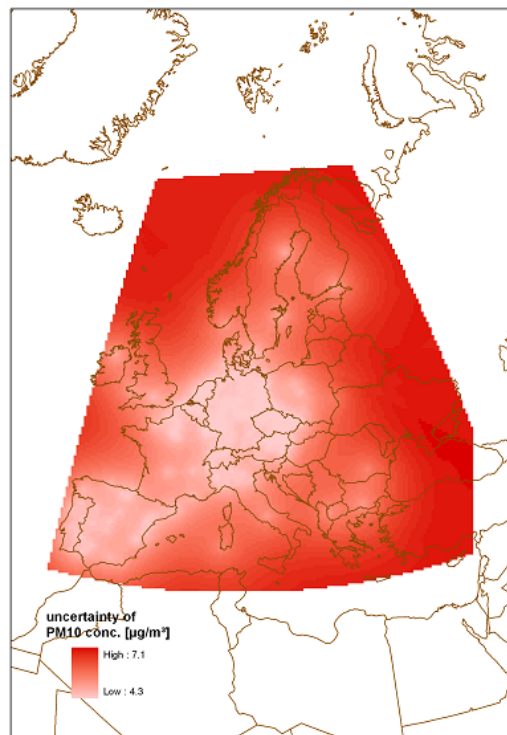 uncertainty of
PM10 conc. [µg/m³]
High : 7.1
Low : 4.3